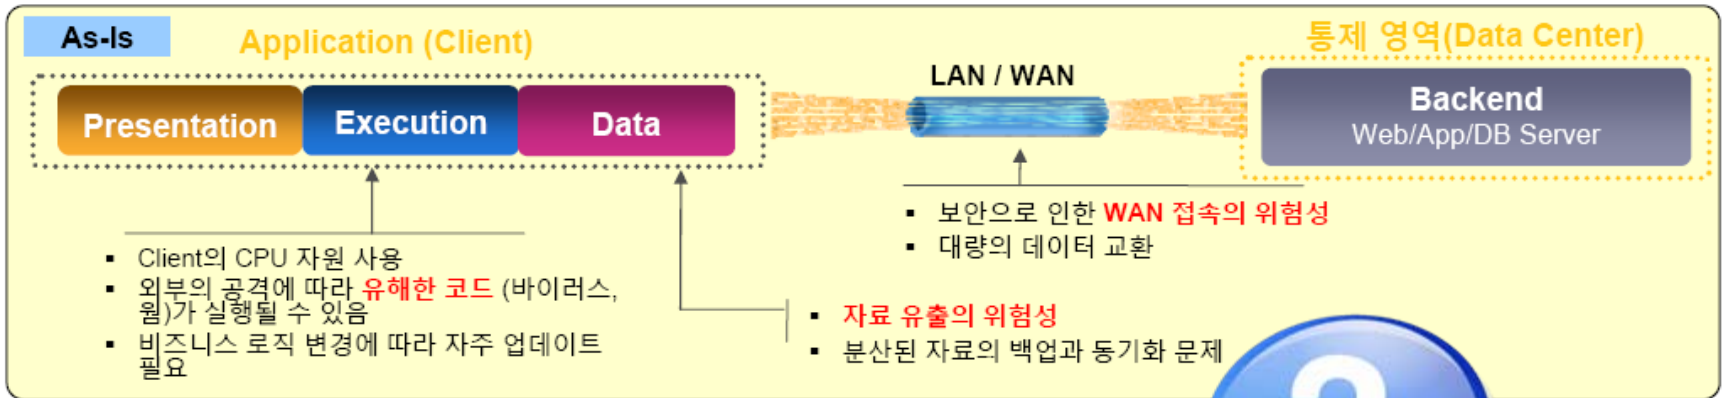 As-Is
Application (Client)
통제 영역(Data Center)
LAN / WAN
Presentation
Execution
Data
Backend
Web/App/DB Server
▪ 보안으로 인한 WAN 접속의 위험성
▪ 대량의 데이터 교환
▪ Client의 CPU 자원 사용
▪ 외부의 공격에 따라 유해한 코드 (바이러스,
웜)가 실행될 수 있음
▪ 비즈니스 로직 변경에 따라 자주 업데이트
필요
▪ 자료 유출의 위험성
▪ 분산된 자료의 백업과 동기화 문제